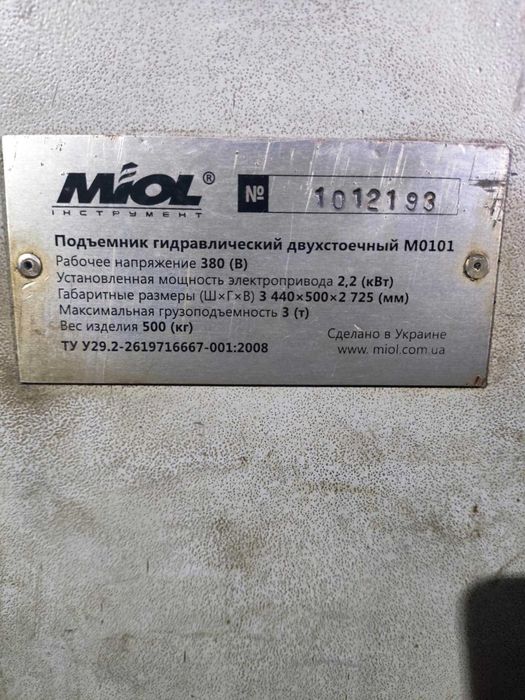 MIOL®
ІНСТРУМЕНТ
№ 1012193
Подъемник гидравлический двухстоечный М0101
Рабочее напряжение 380 (В)
Установленная мощность электропривода 2,2 (кВт)
Габаритные размеры (Ш×Г×В) 3 440×500×2 725 (мм)
Максимальная грузоподъемность 3 (т)
Вес изделия 500 (кг)
ТУ У29.2-2619716667-001:2008
Сделано в Украине
www. miol.com.ua